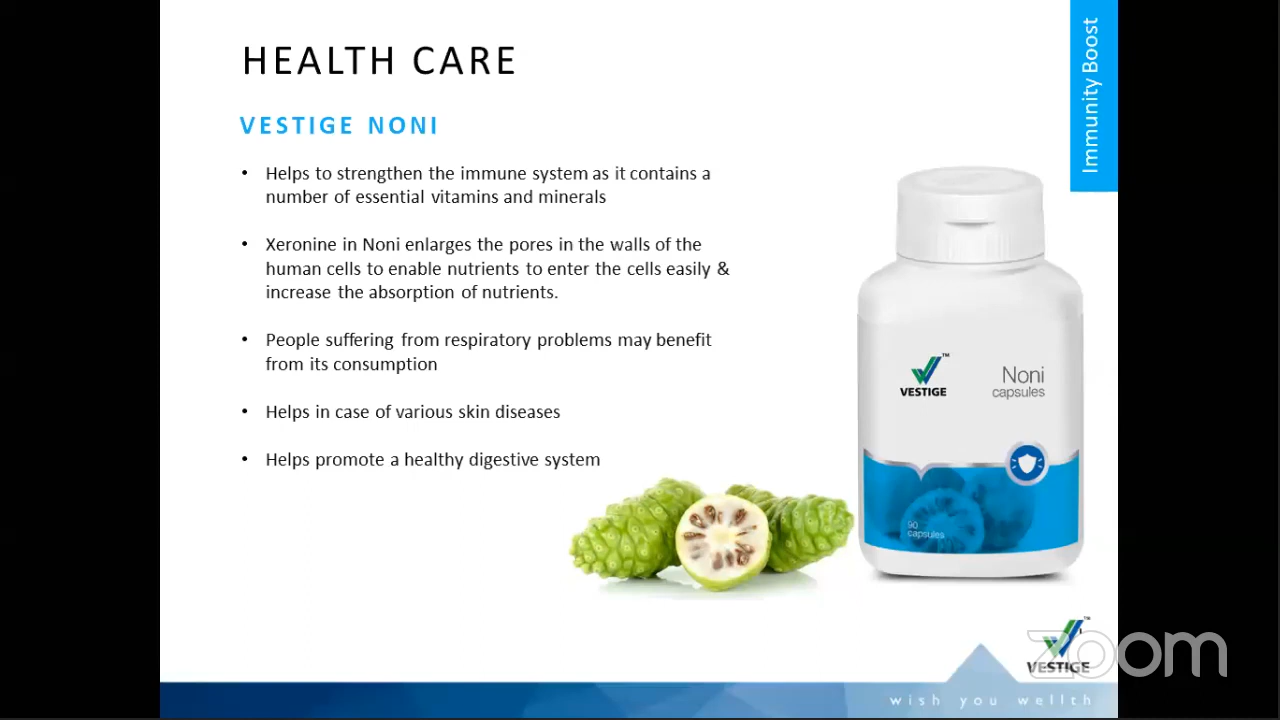 HEALTH CARE
Immunity Boost
VESTIGE NONI
• Helps to strengthen the immune system as it contains a
number of essential vitamins and minerals
• Xeronine in Noni enlarges the pores in the walls of the
human cells to enable nutrients to enter the cells easily &
increase the absorption of nutrients.
• People suffering from respiratory problems may benefit
from its consumption
• Helps in case of various skin diseases
• Helps promote a healthy digestive system
TM
VESTIGE
Noni
capsules
90
capsules
TM
VESTIGE
zoom
wish you wellth